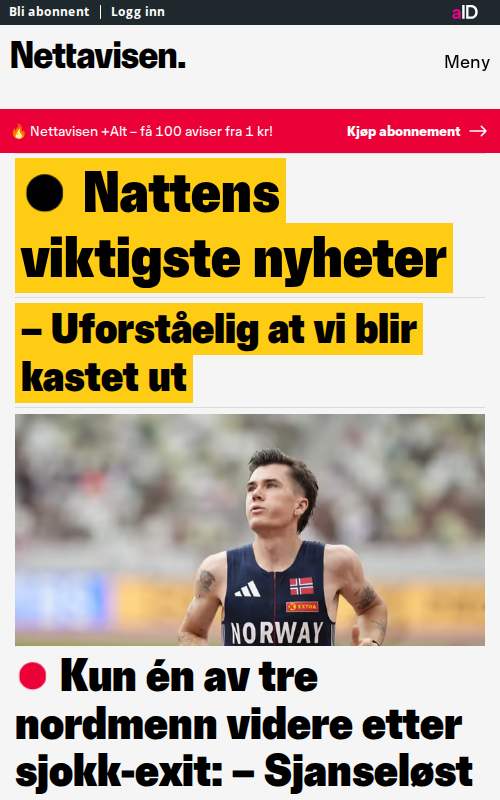 Bli abonnent | Logg inn
aID
Nettavisen.
Meny
🔥 Nettavisen +Alt – få 100 aviser fra 1 kr!
Kjøp abonnement →
Nattens
viktigste nyheter
– Uforståelig at vi blir
kastet ut
EXTRA
NORWAY
Kun én av tre
nordmenn videre etter
sjokk-exit: – Sjanseløst